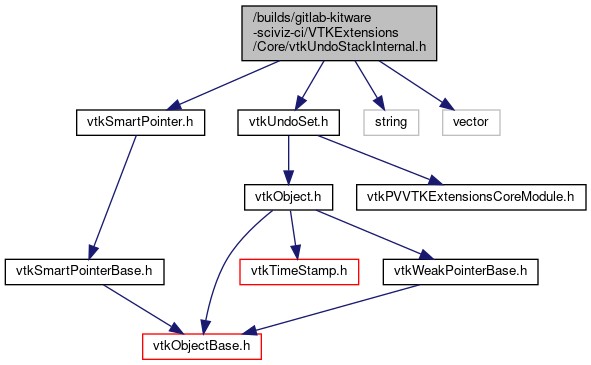 /builds/gitlab-kitware
-sciviz-ci/VTKExtensions
/Core/vtkUndoStackInternal.h
vtkSmartPointer.h
vtkUndoSet.h
string
vector
vtkObject.h
vtkPVVTKExtensionsCoreModule.h
vtkSmartPointerBase.h
vtkTimeStamp.h
vtkWeakPointerBase.h
vtkObjectBase.h